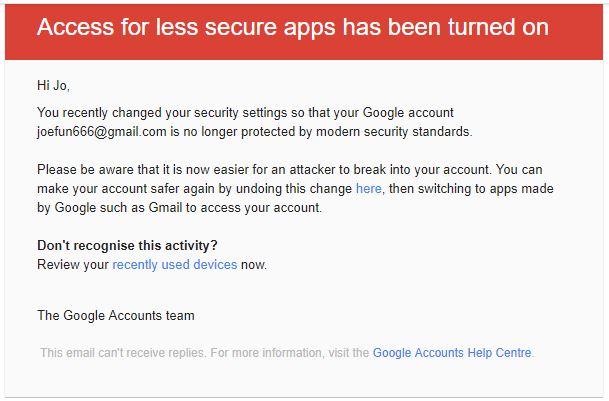 Access for less secure apps has been turned on
Hi Jo,
You recently changed your security settings so that your Google account
joefun666@gmail.com is no longer protected by modern security standards.
Please be aware that it is now easier for an attacker to break into your account. You can
make your account safer again by undoing this change here, then switching to apps made
by Google such as Gmail to access your account.
Don't recognise this activity?
Review your recently used devices now.
The Google Accounts team
This email can't receive replies. For more information, visit the Google Accounts Help Centre.